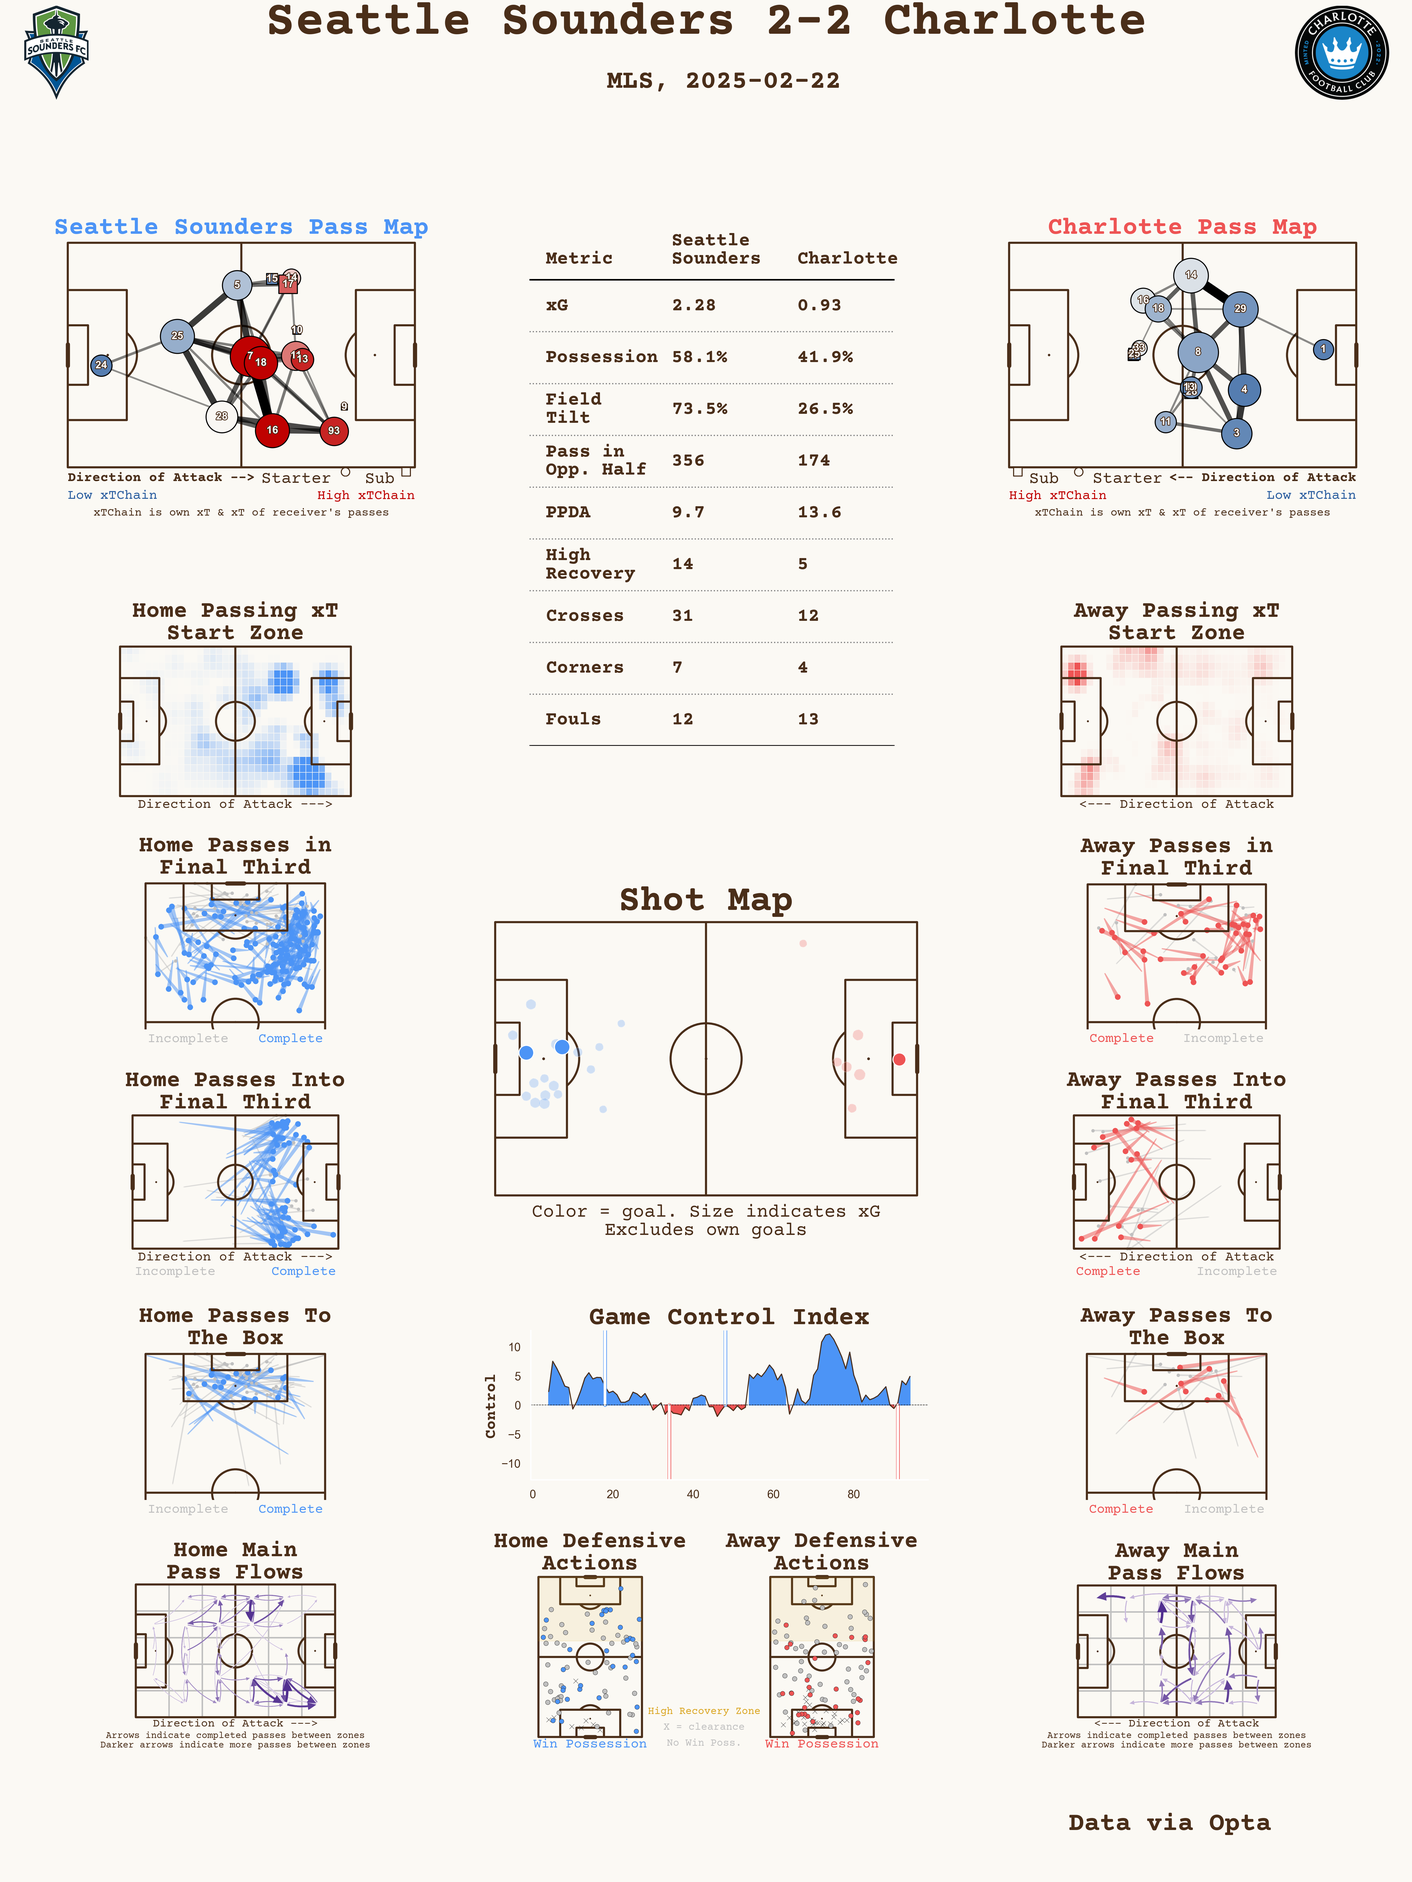 Seattle Sounders 2-2 Charlotte
MLS, 2025-02-22
SEATTLE
SOUNDERS FC
CHARLOTTE
MINTED
2022
FOOTBALL CLUB
Seattle Sounders Pass Map
5
15
14
17
25
10
24
7
18
13
9
28
16
93
Direction of Attack --> Starter Sub
Low xTChain High xTChain
xTChain is own xT & xT of receiver's passes
Metric Seattle Sounders Charlotte
xG 2.28 0.93
Possession 58.1% 41.9%
Field Tilt 73.5% 26.5%
Pass in Opp. Half 356 174
PPDA 9.7 13.6
High Recovery 14 5
Crosses 31 12
Corners 7 4
Fouls 12 13
Charlotte Pass Map
14
16
18
29
33
25
8
1
13
4
11
3
Sub Starter <-- Direction of Attack
High xTChain Low xTChain
xTChain is own xT & xT of receiver's passes
Home Passing xT
Start Zone
Direction of Attack --->
Away Passing xT
Start Zone
<--- Direction of Attack
Home Passes in
Final Third
Incomplete Complete
Away Passes in
Final Third
Complete Incomplete
Shot Map
Color = goal. Size indicates xG
Excludes own goals
Home Passes Into
Final Third
Direction of Attack --->
Incomplete Complete
Away Passes Into
Final Third
<--- Direction of Attack
Complete Incomplete
Home Passes To
The Box
Incomplete Complete
Game Control Index
Control
10
5
0
−5
−10
0 20 40 60 80
Away Passes To
The Box
Complete Incomplete
Home Main
Pass Flows
Direction of Attack --->
Arrows indicate completed passes between zones
Darker arrows indicate more passes between zones
Home Defensive
Actions
Win Possession
High Recovery Zone
X = clearance
No Win Poss.
Away Defensive
Actions
Win Possession
Away Main
Pass Flows
<--- Direction of Attack
Arrows indicate completed passes between zones
Darker arrows indicate more passes between zones
Data via Opta